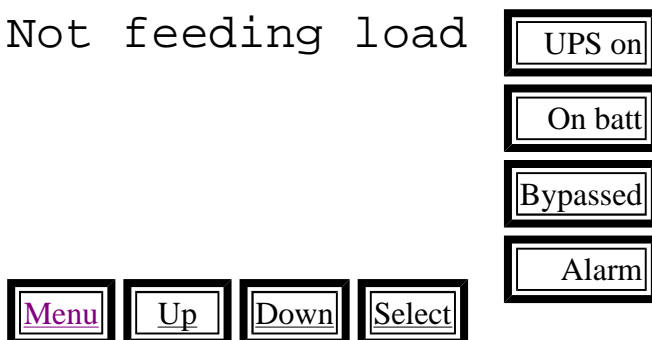 Not feeding load
UPS on
On batt
Bypassed
Alarm
Menu Up Down Select